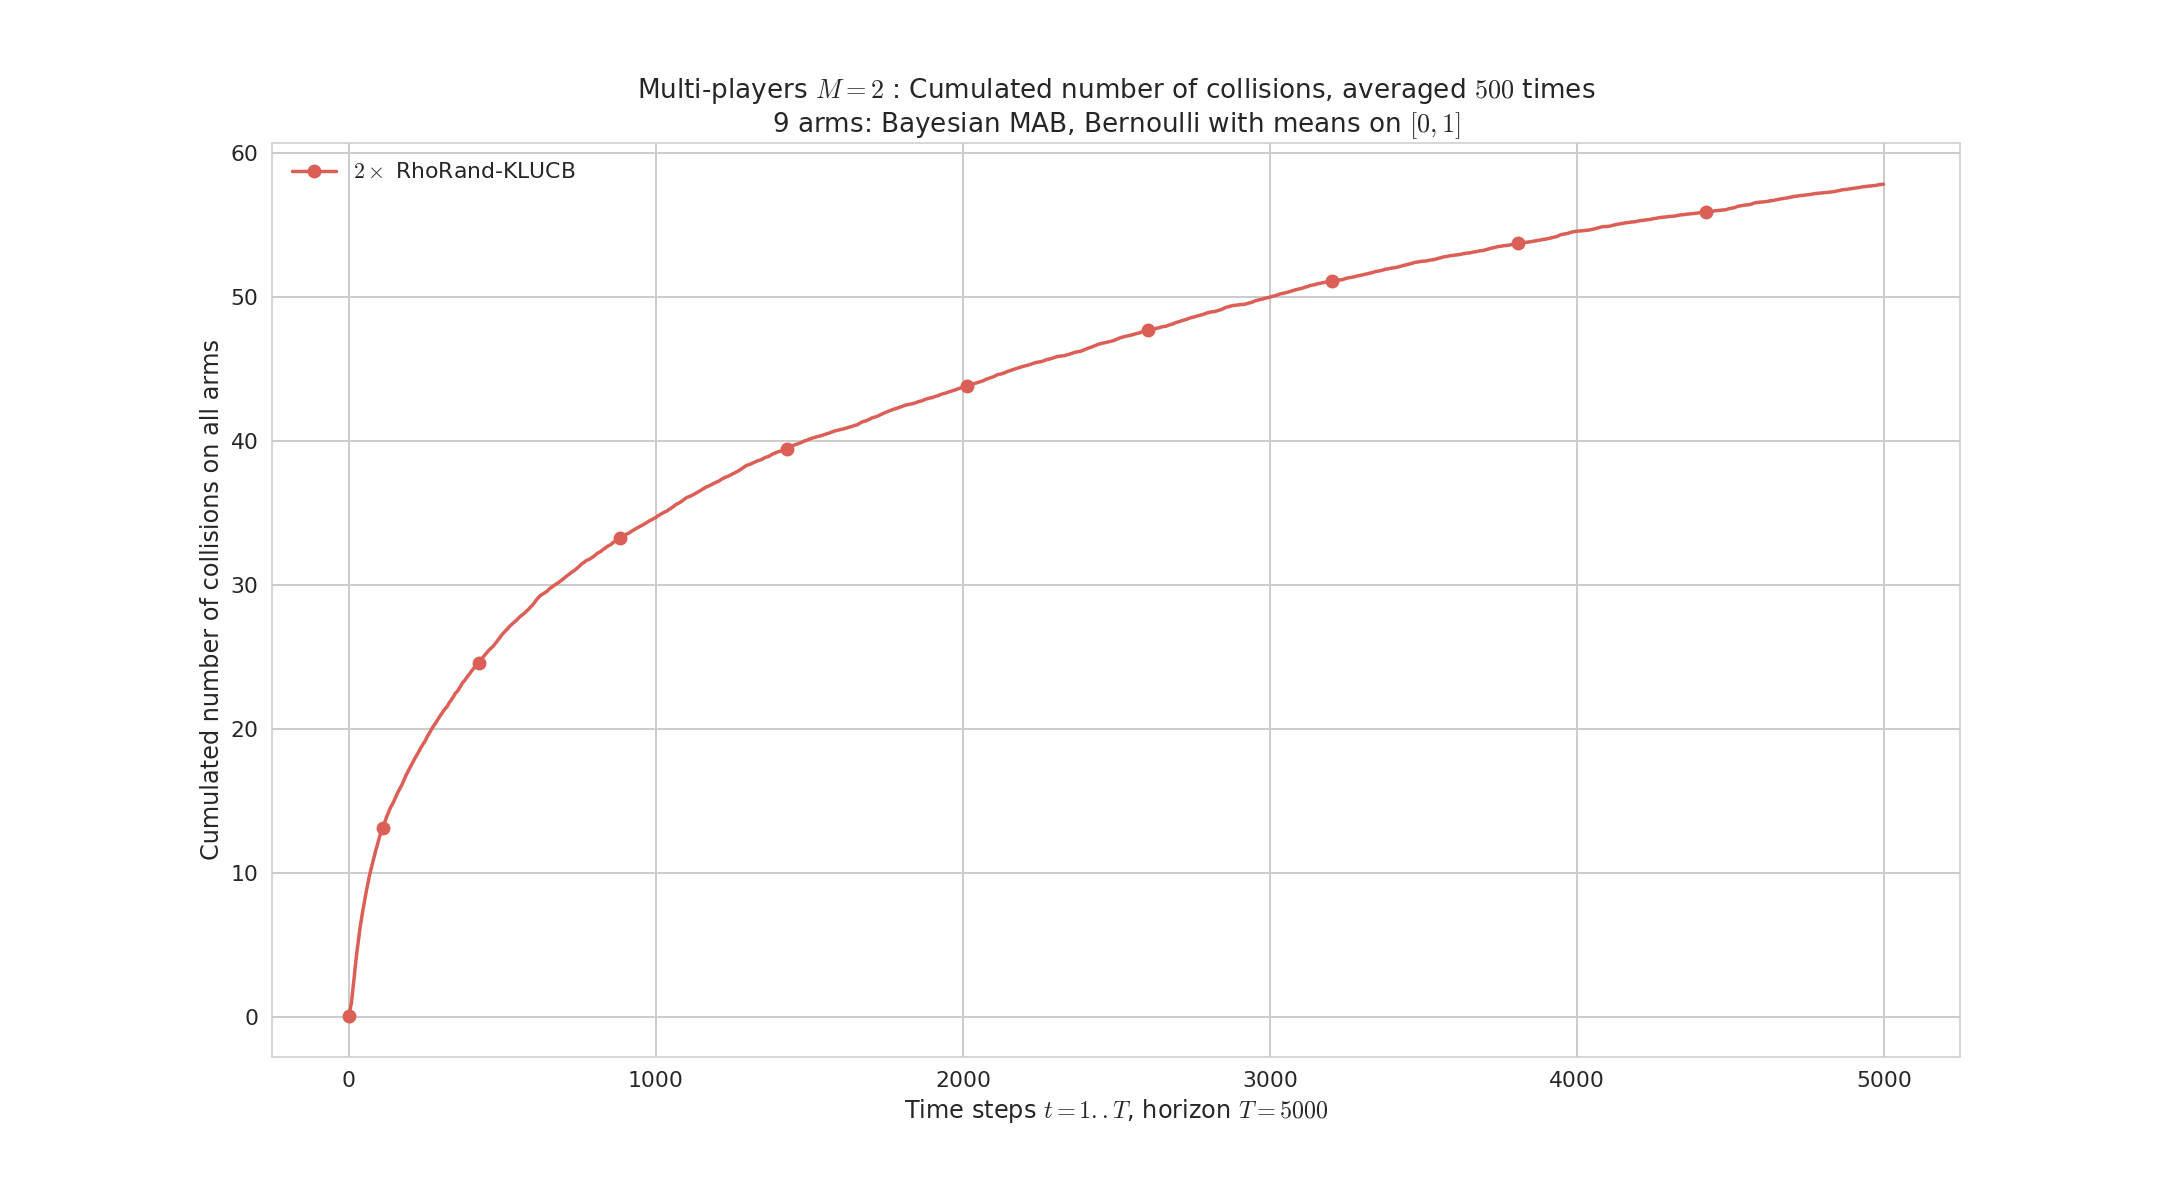 Multi-players M = 2 : Cumulated number of collisions, averaged 500 times
9 arms: Bayesian MAB, Bernoulli with means on [0, 1]
2× RhoRand-KLUCB
Cumulated number of collisions on all arms
60
50
40
30
20
10
0
0 1000 2000 3000 4000 5000
Time steps t = 1..T, horizon T = 5000